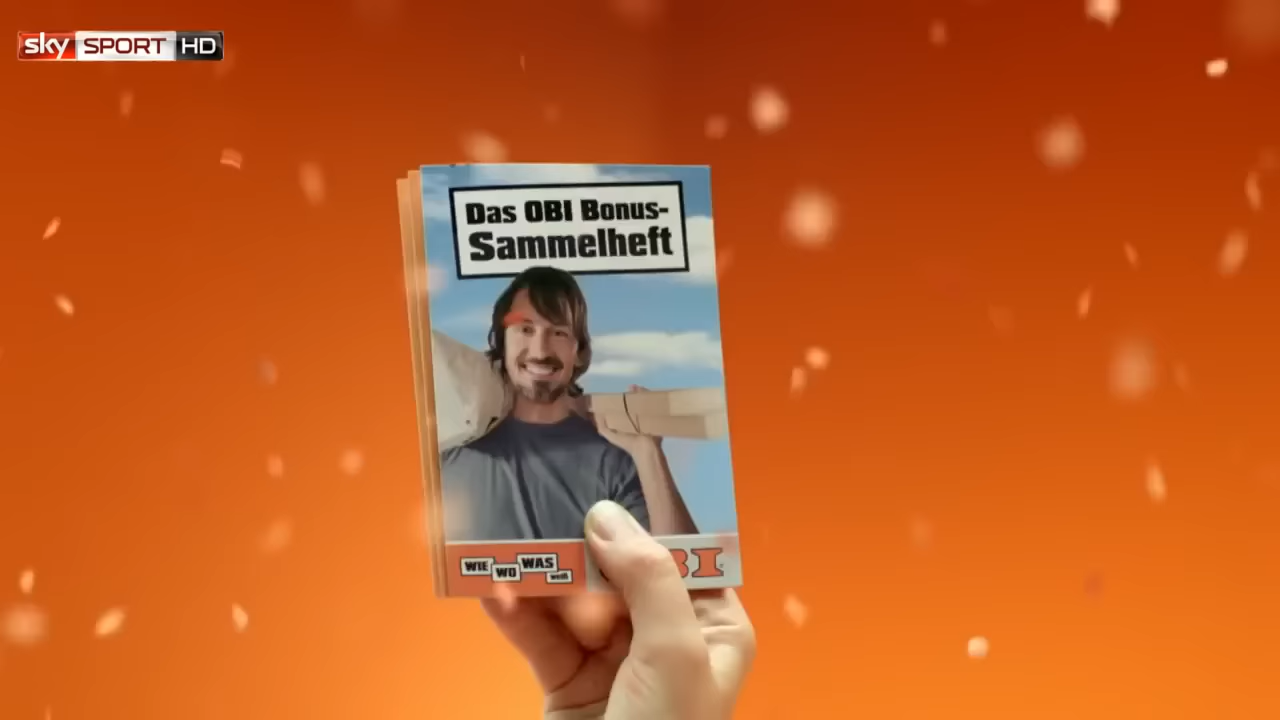 sky SPORT HD
Das OBI Bonus-
Sammelheft
WIE WO WAS
weiß
BI